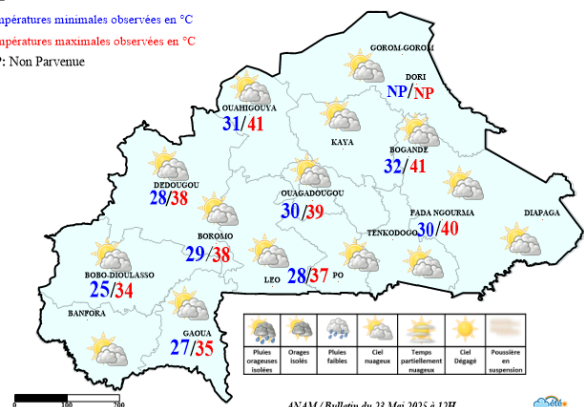 mpératures minimales observées en °C
mpératures maximales observées en °C
: Non Parvenue
GOROM-GOROM
DORI
NP/NP
OUAHIGOUYA
31/41
KAYA
BOGANDE
32/41
DEDOUGOU
28/38
OUAGADOUGOU
30/39
FADA NGOURMA
30/40
DIAPAGA
BOROMO
29/38
TENKODOGO
BOBO-DIOULASSO
25/34
LEO
28/37
PO
BANFORA
GAOUA
27/35
Pluies orageuses isolées
Orages isolés
Pluies faibles
Ciel nuageux
Temps partiellement nuageux
Ciel Dégagé
Poussière en suspension
ANAM / Bulletin du 23 Mai 2025 à 12H